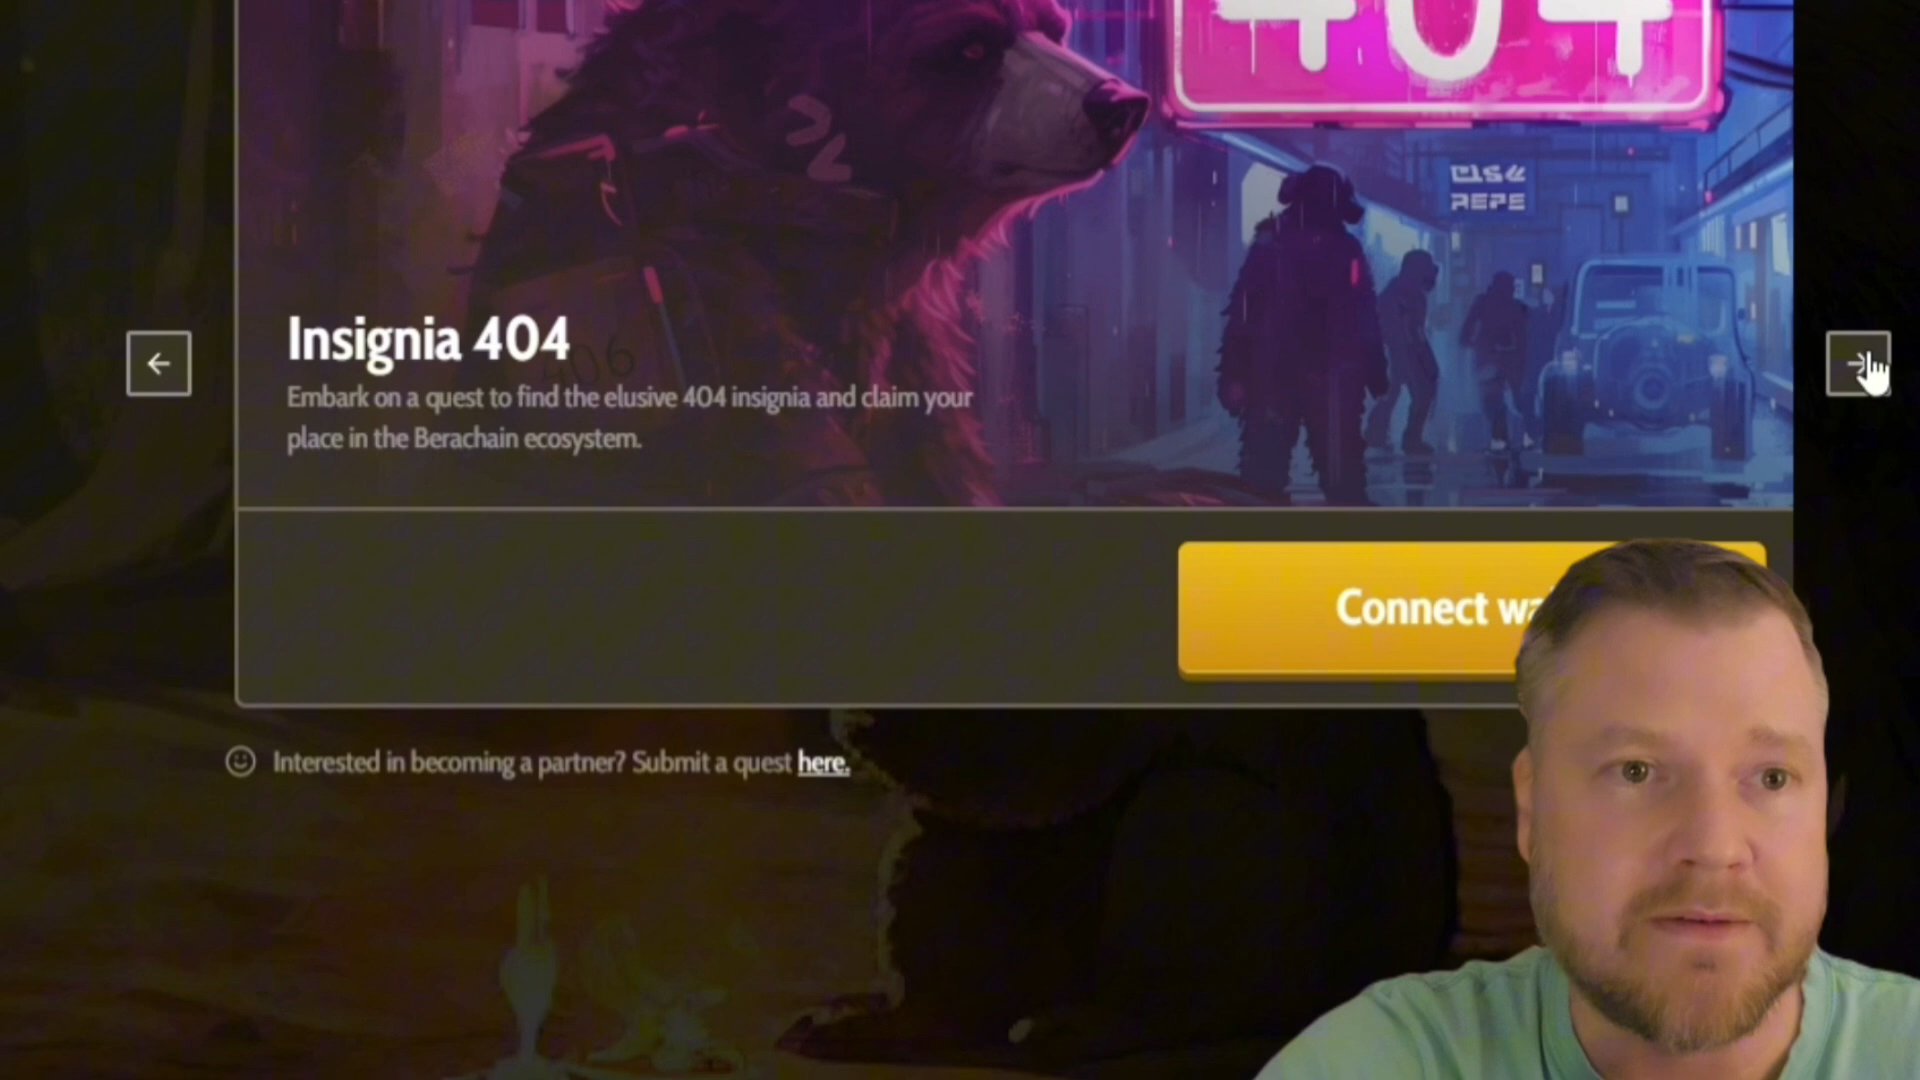 404
Insignia 404
Embark on a quest to find the elusive 404 insignia and claim your
place in the Berachain ecosystem.
Connect
Interested in becoming a partner? Submit a quest here.